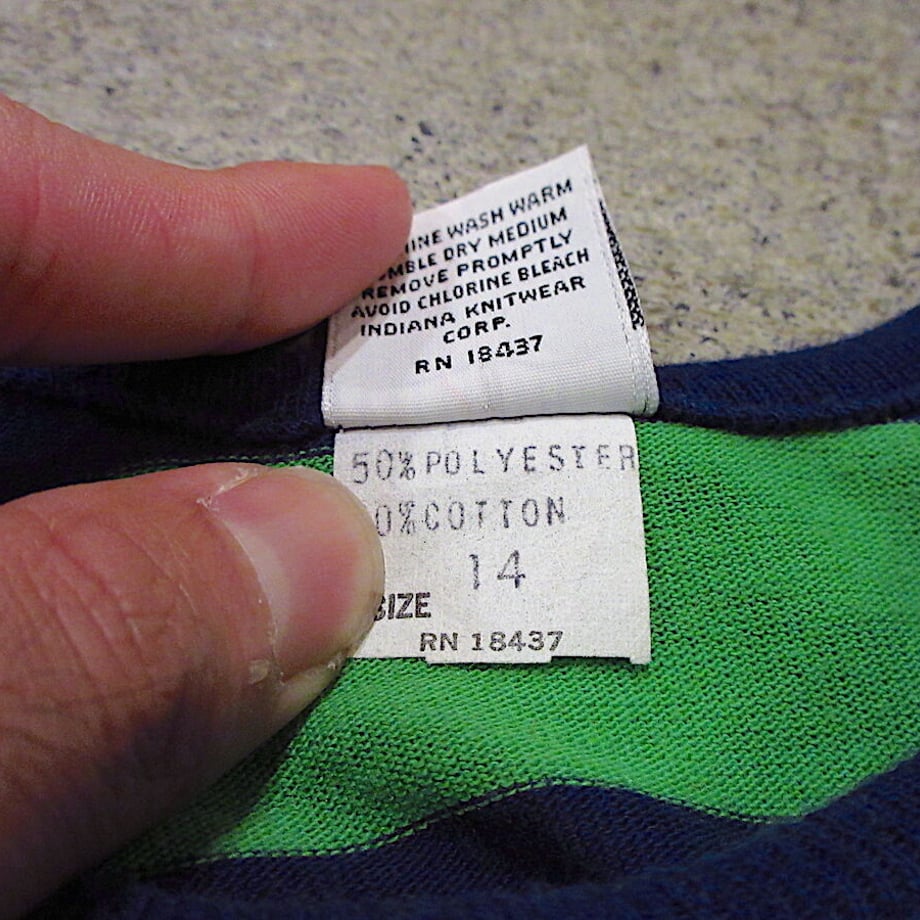 WASH WARM
DRY MEDIUM
REMOVE PROMPTLY
AVOID CHLORINE BLEACH
INDIANA KNITWEAR
CORP.
RN 18437
50% POLYESTER
COTTON
14
SIZE
RN 18437